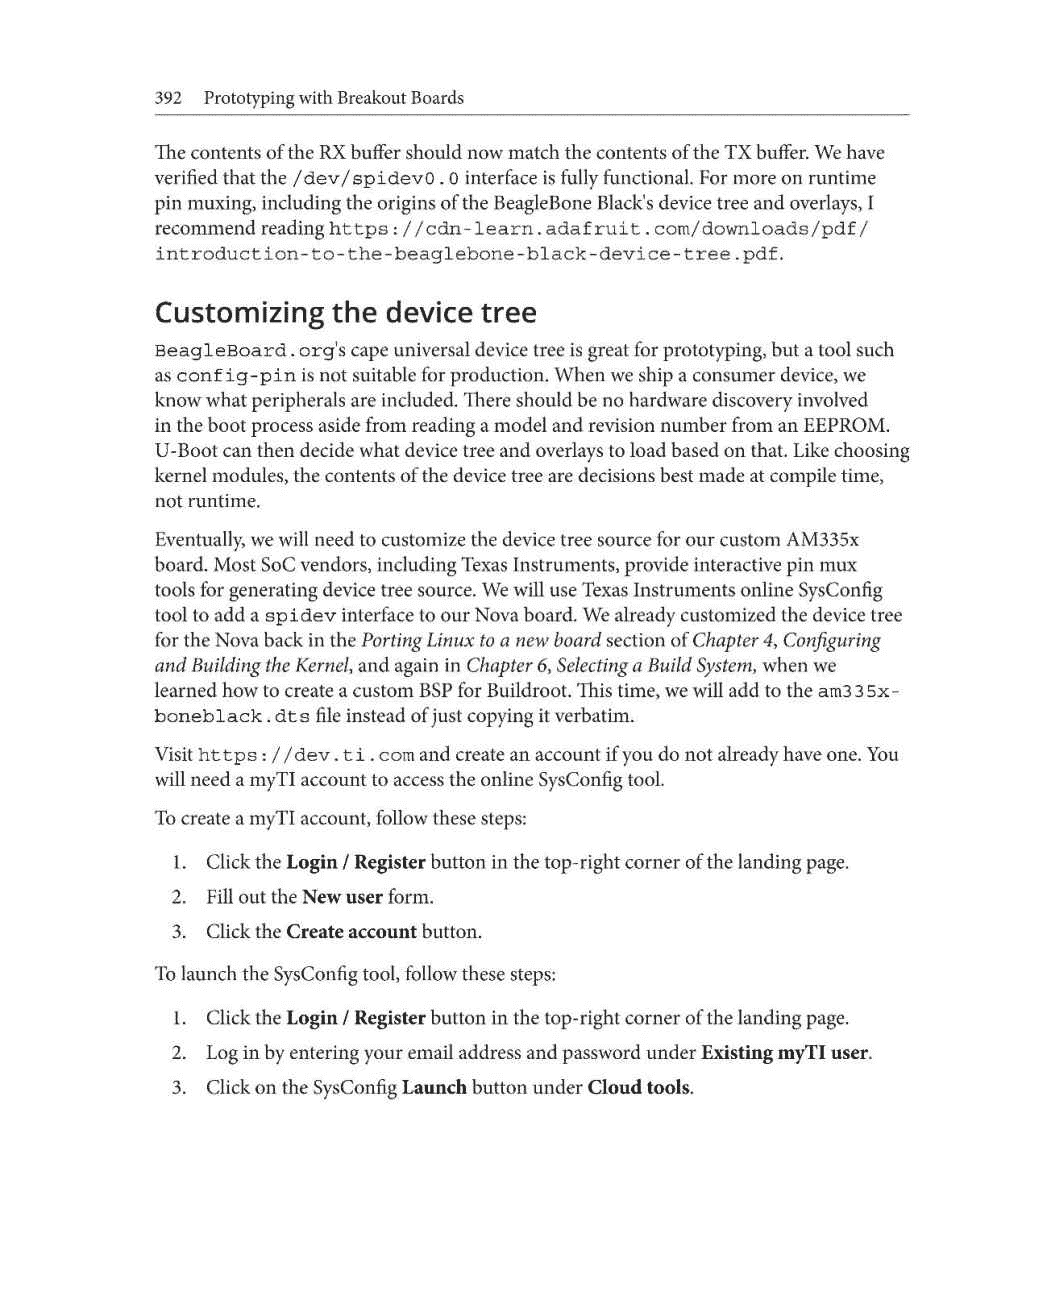 392 Prototyping with Breakout Boards
The contents of the RX buffer should now match the contents of the TX buffer. We have
verified that the /dev/spidev0.0 interface is fully functional. For more on runtime
pin muxing, including the origins of the BeagleBone Black's device tree and overlays, I
recommend reading https://cdn-learn.adafruit.com/downloads/pdf/
introduction-to-the-beaglebone-black-device-tree.pdf.
Customizing the device tree
BeagleBoard.org's cape universal device tree is great for prototyping, but a tool such
as config-pin is not suitable for production. When we ship a consumer device, we
know what peripherals are included. There should be no hardware discovery involved
in the boot process aside from reading a model and revision number from an EEPROM.
U-Boot can then decide what device tree and overlays to load based on that. Like choosing
kernel modules, the contents of the device tree are decisions best made at compile time,
not runtime.
Eventually, we will need to customize the device tree source for our custom AM335x
board. Most SoC vendors, including Texas Instruments, provide interactive pin mux
tools for generating device tree source. We will use Texas Instruments online SysConfig
tool to add a spidev interface to our Nova board. We already customized the device tree
for the Nova back in the Porting Linux to a new board section of Chapter 4, Configuring
and Building the Kernel, and again in Chapter 6, Selecting a Build System, when we
learned how to create a custom BSP for Buildroot. This time, we will add to the am335x-
boneblack.dts file instead of just copying it verbatim.
Visit https://dev.ti.com and create an account if you do not already have one. You
will need a myTI account to access the online SysConfig tool.
To create a myTI account, follow these steps:
1. Click the Login / Register button in the top-right corner of the landing page.
2. Fill out the New user form.
3. Click the Create account button.
To launch the SysConfig tool, follow these steps:
1. Click the Login / Register button in the top-right corner of the landing page.
2. Log in by entering your email address and password under Existing myTI user.
3. Click on the SysConfig Launch button under Cloud tools.